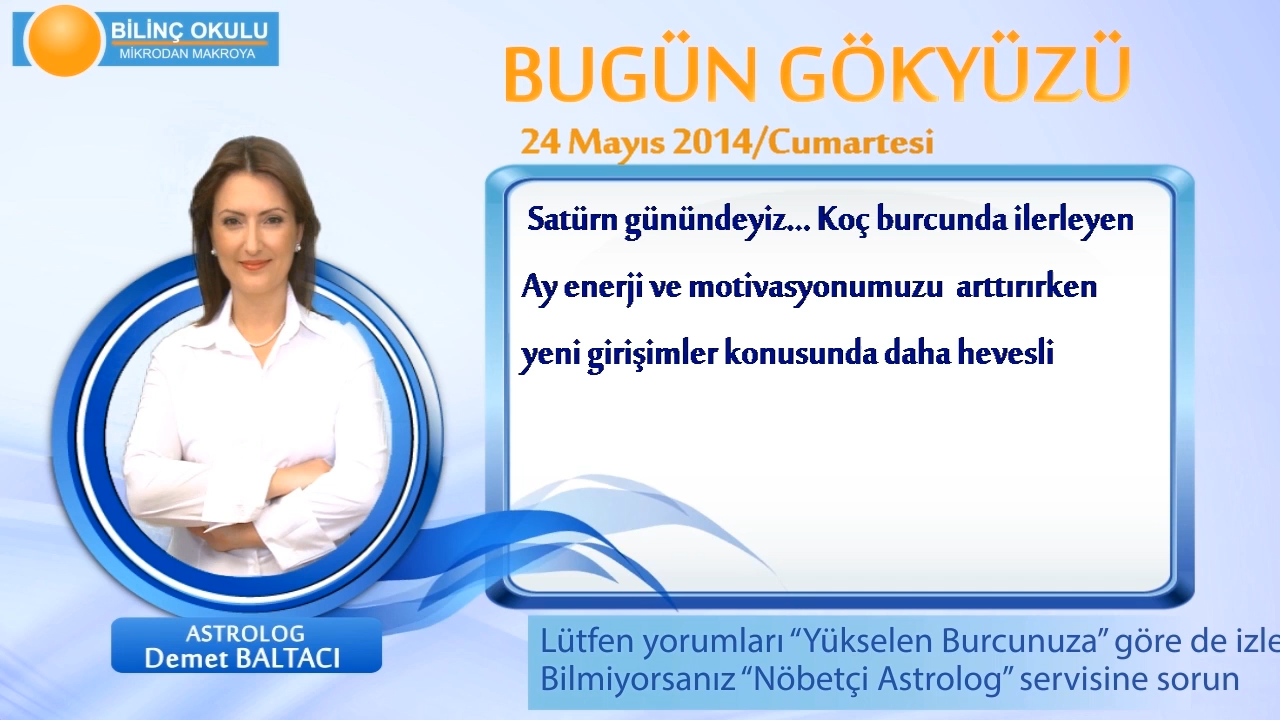 BİLİNÇ OKULU
MİKRODAN MAKROYA
BUGÜN GÖKYÜZÜ
24 Mayıs 2014/Cumartesi
Satürn günündeyiz... Koç burcunda ilerleyen
Ay enerji ve motivasyonumuzu arttırırken
yeni girişimler konusunda daha hevesli
ASTROLOG
Demet BALTACI
Lütfen yorumları “Yükselen Burcunuza” göre de izle
Bilmiyorsanız “Nöbetçi Astrolog” servisine sorun